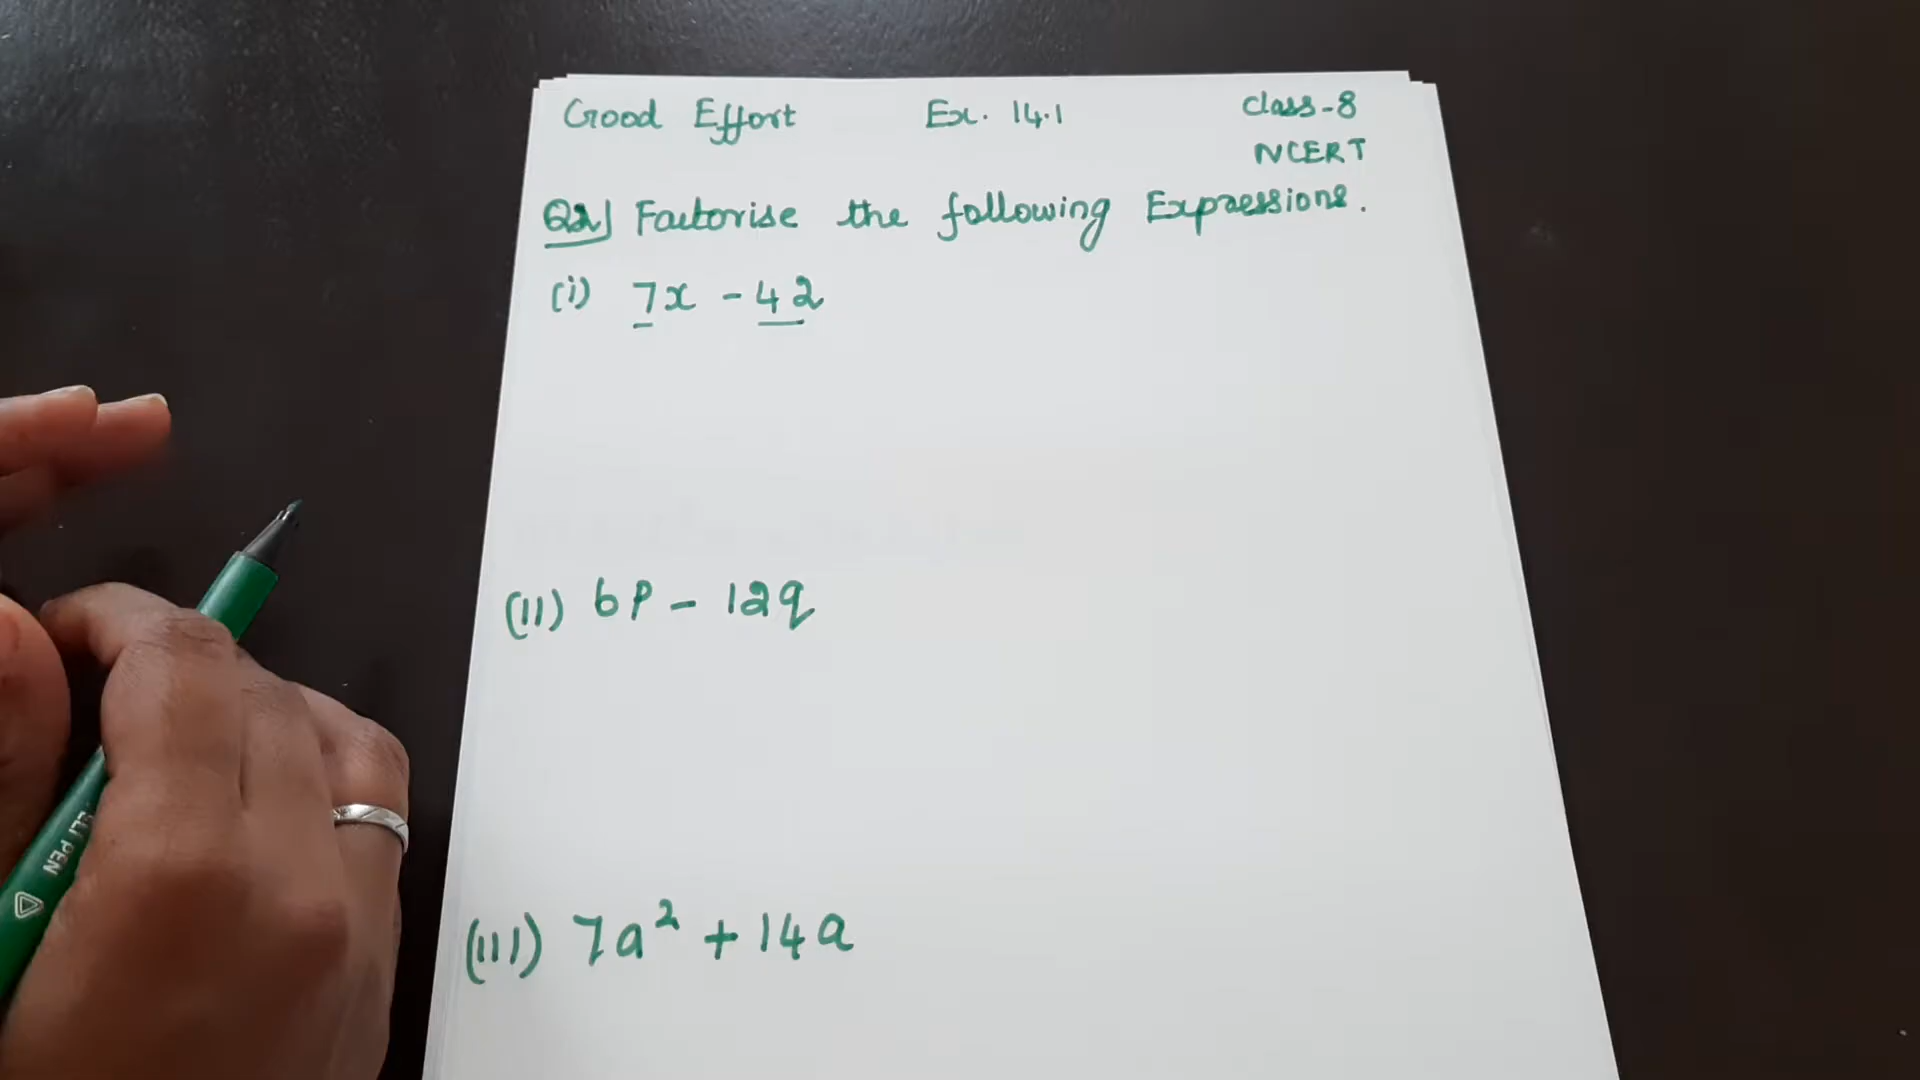 Good Effort Ex. 14.1 Class-8
NCERT
Q2) Factorise the following Expressions.
(i) 7x - 42
(ii) 6p - 12q
(iii) 7a² + 14a
PEN